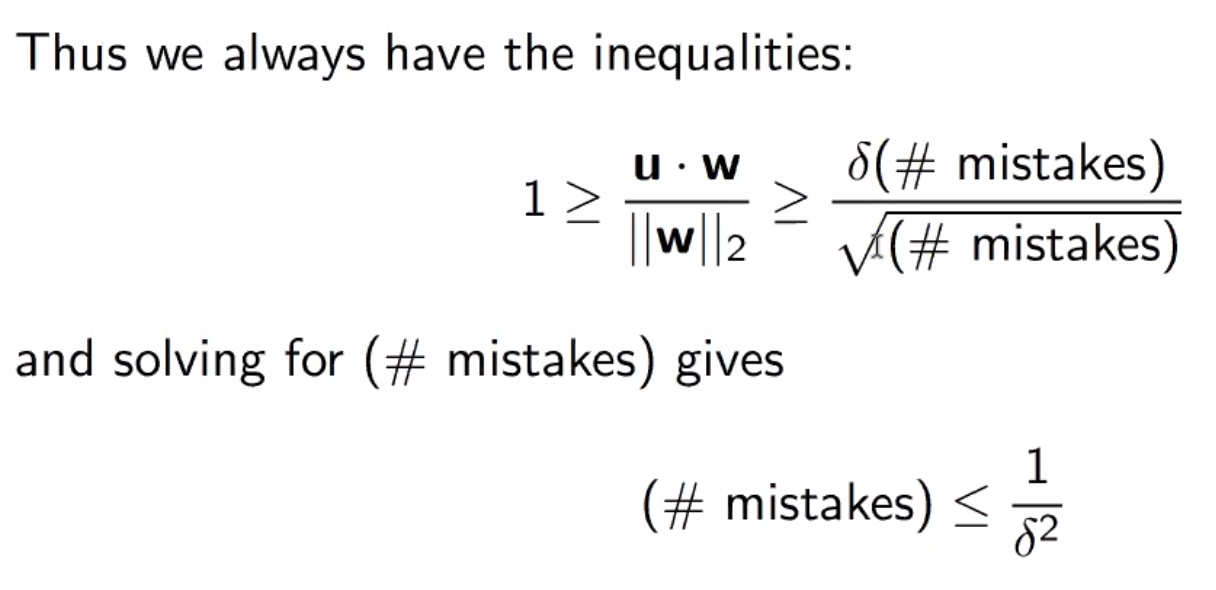 Thus we always have the inequalities:
1 ≥ u · w / ||w||₂ ≥ δ(# mistakes) / √(# mistakes)
and solving for (# mistakes) gives
(# mistakes) ≤ 1 / δ²